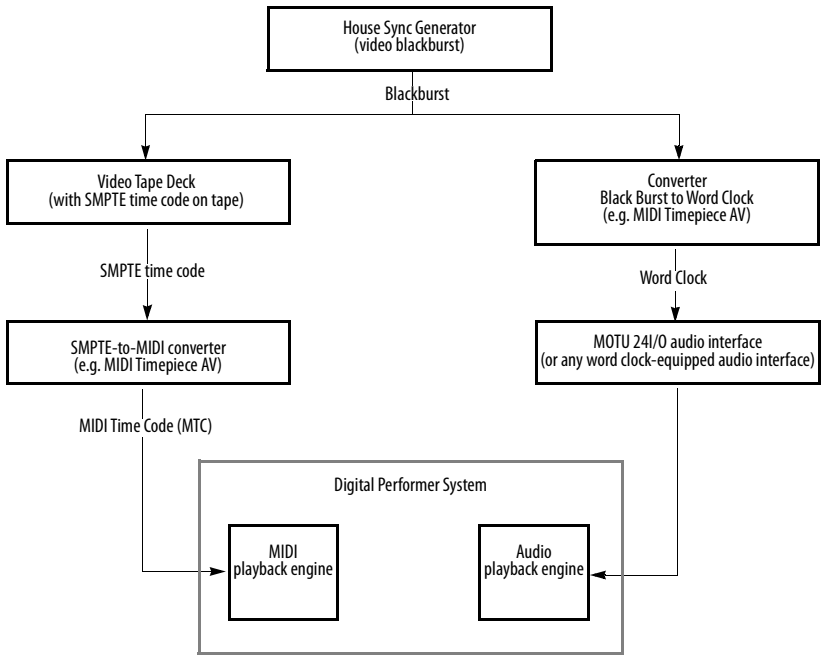 House Sync Generator
(video blackburst)
Blackburst
Video Tape Deck
(with SMPTE time code on tape)
Converter
Black Burst to Word Clock
(e.g. MIDI Timepiece AV)
SMPTE time code
Word Clock
SMPTE-to-MIDI converter
(e.g. MIDI Timepiece AV)
MOTU 24I/O audio interface
(or any word clock-equipped audio interface)
MIDI Time Code (MTC)
Digital Performer System
MIDI
playback engine
Audio
playback engine